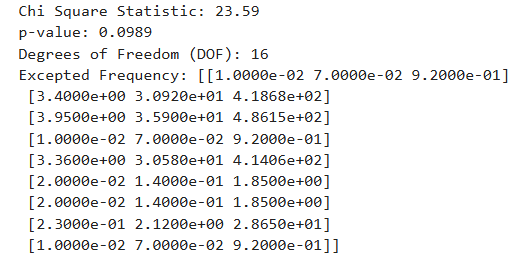 Chi Square Statistic: 23.59
p-value: 0.0989
Degrees of Freedom (DOF): 16
Excepted Frequency: [[1.0000e-02 7.0000e-02 9.2000e-01]
[3.4000e+00 3.0920e+01 4.1868e+02]
[3.9500e+00 3.5900e+01 4.8615e+02]
[1.0000e-02 7.0000e-02 9.2000e-01]
[3.3600e+00 3.0580e+01 4.1406e+02]
[2.0000e-02 1.4000e-01 1.8500e+00]
[2.0000e-02 1.4000e-01 1.8500e+00]
[2.3000e-01 2.1200e+00 2.8650e+01]
[1.0000e-02 7.0000e-02 9.2000e-01]]